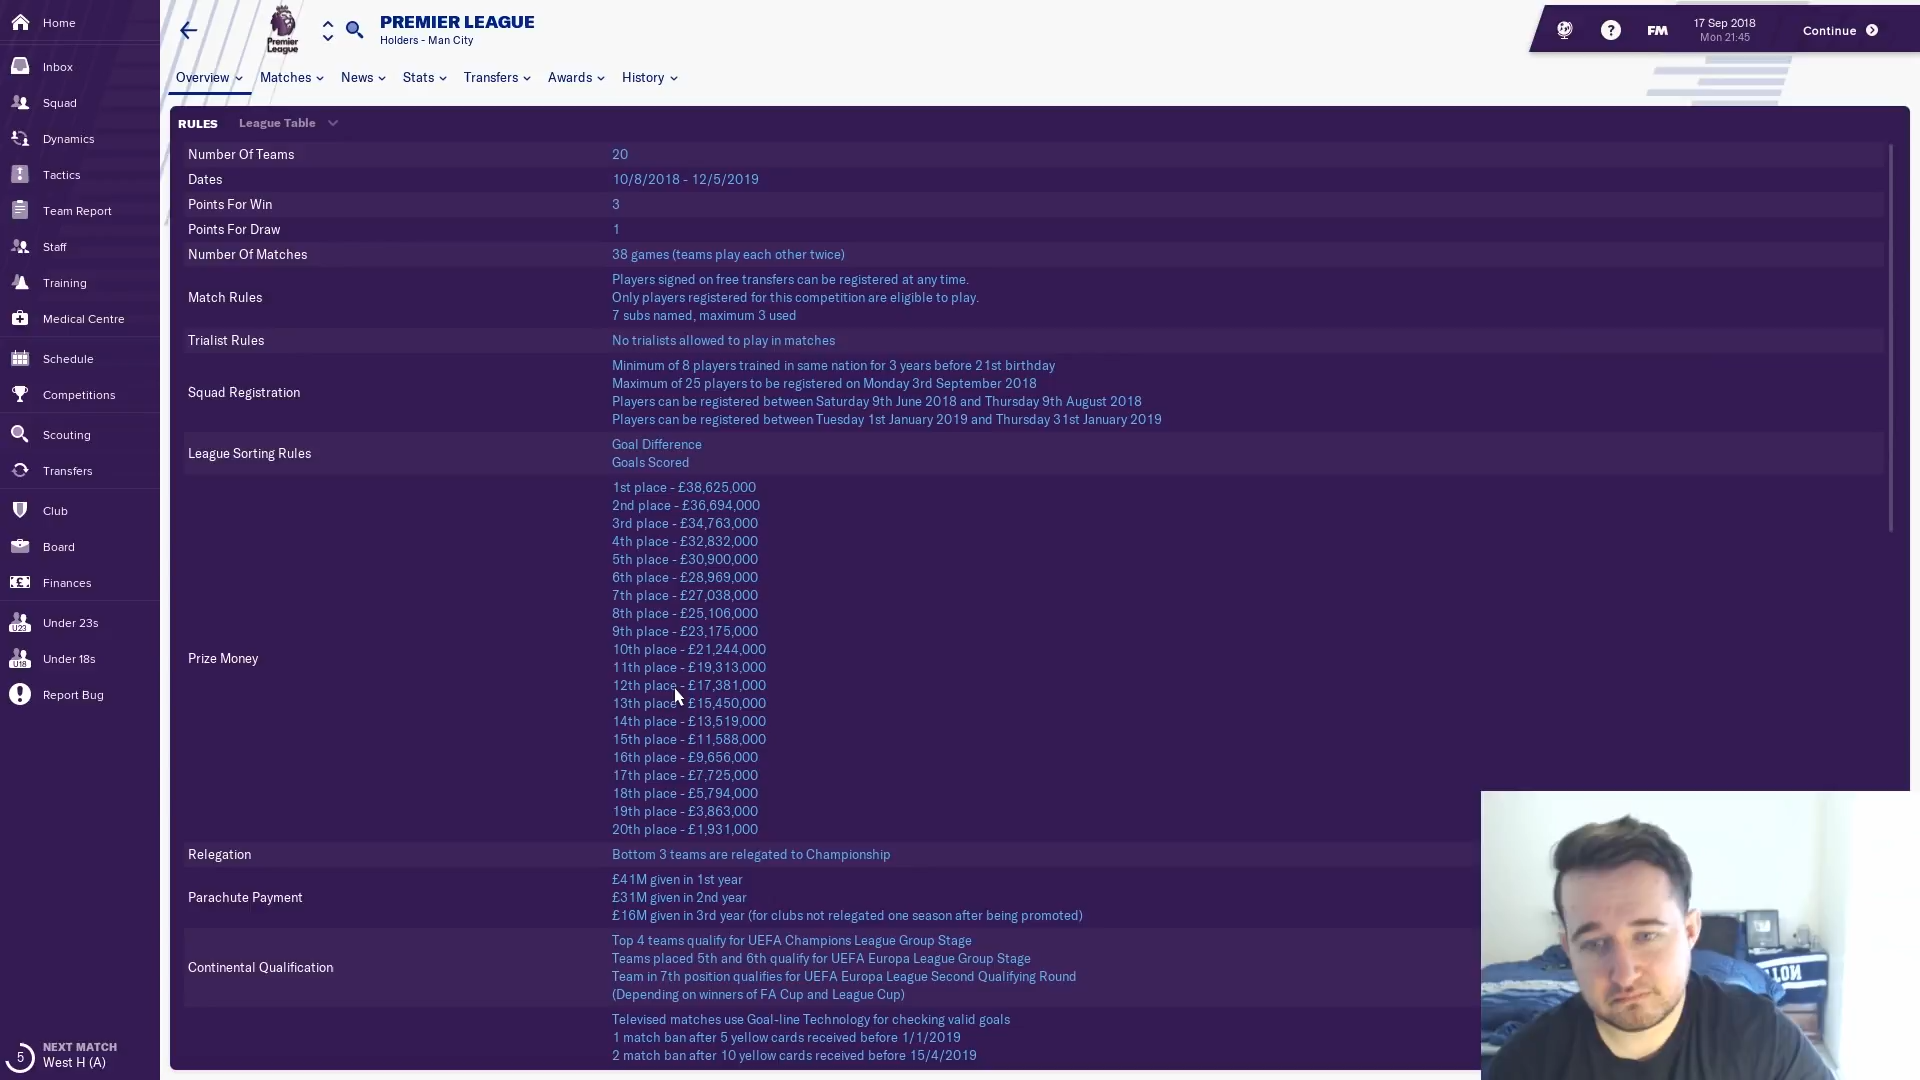 Home
Inbox
Squad
Dynamics
Tactics
Team Report
Staff
Training
Medical Centre
Schedule
Competitions
Scouting
Transfers
Club
Board
Finances
U23
Under 23s
U18
Under 18s
Report Bug
5
NEXT MATCH
West H (A)
Premier
League
PREMIER LEAGUE
Holders - Man City
FM
17 Sep 2018
Mon 21:45
Continue
Overview
Matches
News
Stats
Transfers
Awards
History
RULES
League Table
Number Of Teams
20
Dates
10/8/2018 - 12/5/2019
Points For Win
3
Points For Draw
1
Number Of Matches
38 games (teams play each other twice)
Match Rules
Players signed on free transfers can be registered at any time.
Only players registered for this competition are eligible to play.
7 subs named, maximum 3 used
Trialist Rules
No trialists allowed to play in matches
Squad Registration
Minimum of 8 players trained in same nation for 3 years before 21st birthday
Maximum of 25 players to be registered on Monday 3rd September 2018
Players can be registered between Saturday 9th June 2018 and Thursday 9th August 2018
Players can be registered between Tuesday 1st January 2019 and Thursday 31st January 2019
League Sorting Rules
Goal Difference
Goals Scored
Prize Money
1st place - £38,625,000
2nd place - £36,694,000
3rd place - £34,763,000
4th place - £32,832,000
5th place - £30,900,000
6th place - £28,969,000
7th place - £27,038,000
8th place - £25,106,000
9th place - £23,175,000
10th place - £21,244,000
11th place - £19,313,000
12th place - £17,381,000
13th place - £15,450,000
14th place - £13,519,000
15th place - £11,588,000
16th place - £9,656,000
17th place - £7,725,000
18th place - £5,794,000
19th place - £3,863,000
20th place - £1,931,000
Relegation
Bottom 3 teams are relegated to Championship
Parachute Payment
£41M given in 1st year
£31M given in 2nd year
£16M given in 3rd year (for clubs not relegated one season after being promoted)
Continental Qualification
Top 4 teams qualify for UEFA Champions League Group Stage
Teams placed 5th and 6th qualify for UEFA Europa League Group Stage
Team in 7th position qualifies for UEFA Europa League Second Qualifying Round
(Depending on winners of FA Cup and League Cup)
Televised matches use Goal-line Technology for checking valid goals
1 match ban after 5 yellow cards received before 1/1/2019
2 match ban after 10 yellow cards received before 15/4/2019